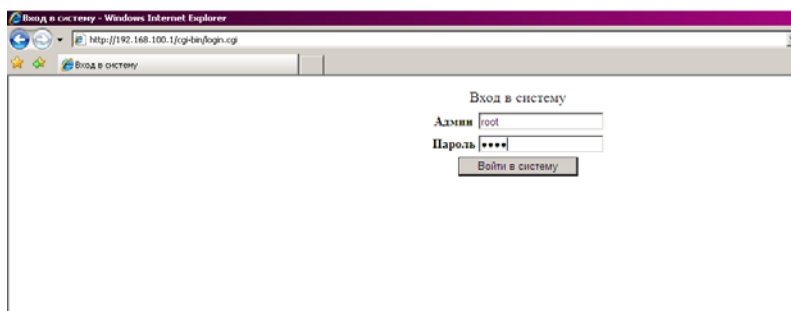 Вход в систему - Windows Internet Explorer
http://192.168.100.1/cgi-bin/login.cgi
Вход в систему
Вход в систему
Админ root
Пароль ••••
Войти в систему